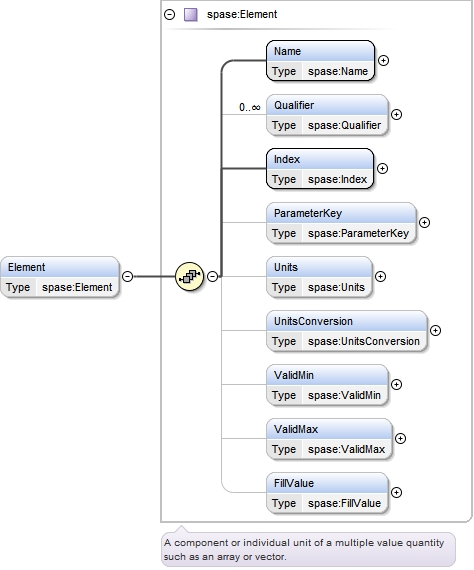 spase:Element
Name
Type spase:Name
0..∞
Qualifier
Type spase:Qualifier
Index
Type spase:Index
ParameterKey
Type spase:ParameterKey
Element
Type spase:Element
Units
Type spase:Units
UnitsConversion
Type spase:UnitsConversion
ValidMin
Type spase:ValidMin
ValidMax
Type spase:ValidMax
FillValue
Type spase:FillValue
A component or individual unit of a multiple value quantity
such as an array or vector.